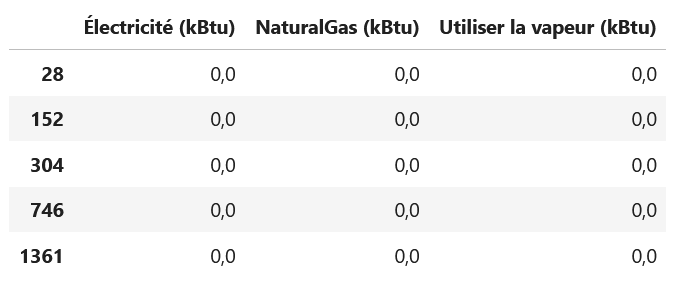 Électricité (kBtu) NaturalGas (kBtu) Utiliser la vapeur (kBtu)
28 0,0 0,0 0,0
152 0,0 0,0 0,0
304 0,0 0,0 0,0
746 0,0 0,0 0,0
1361 0,0 0,0 0,0